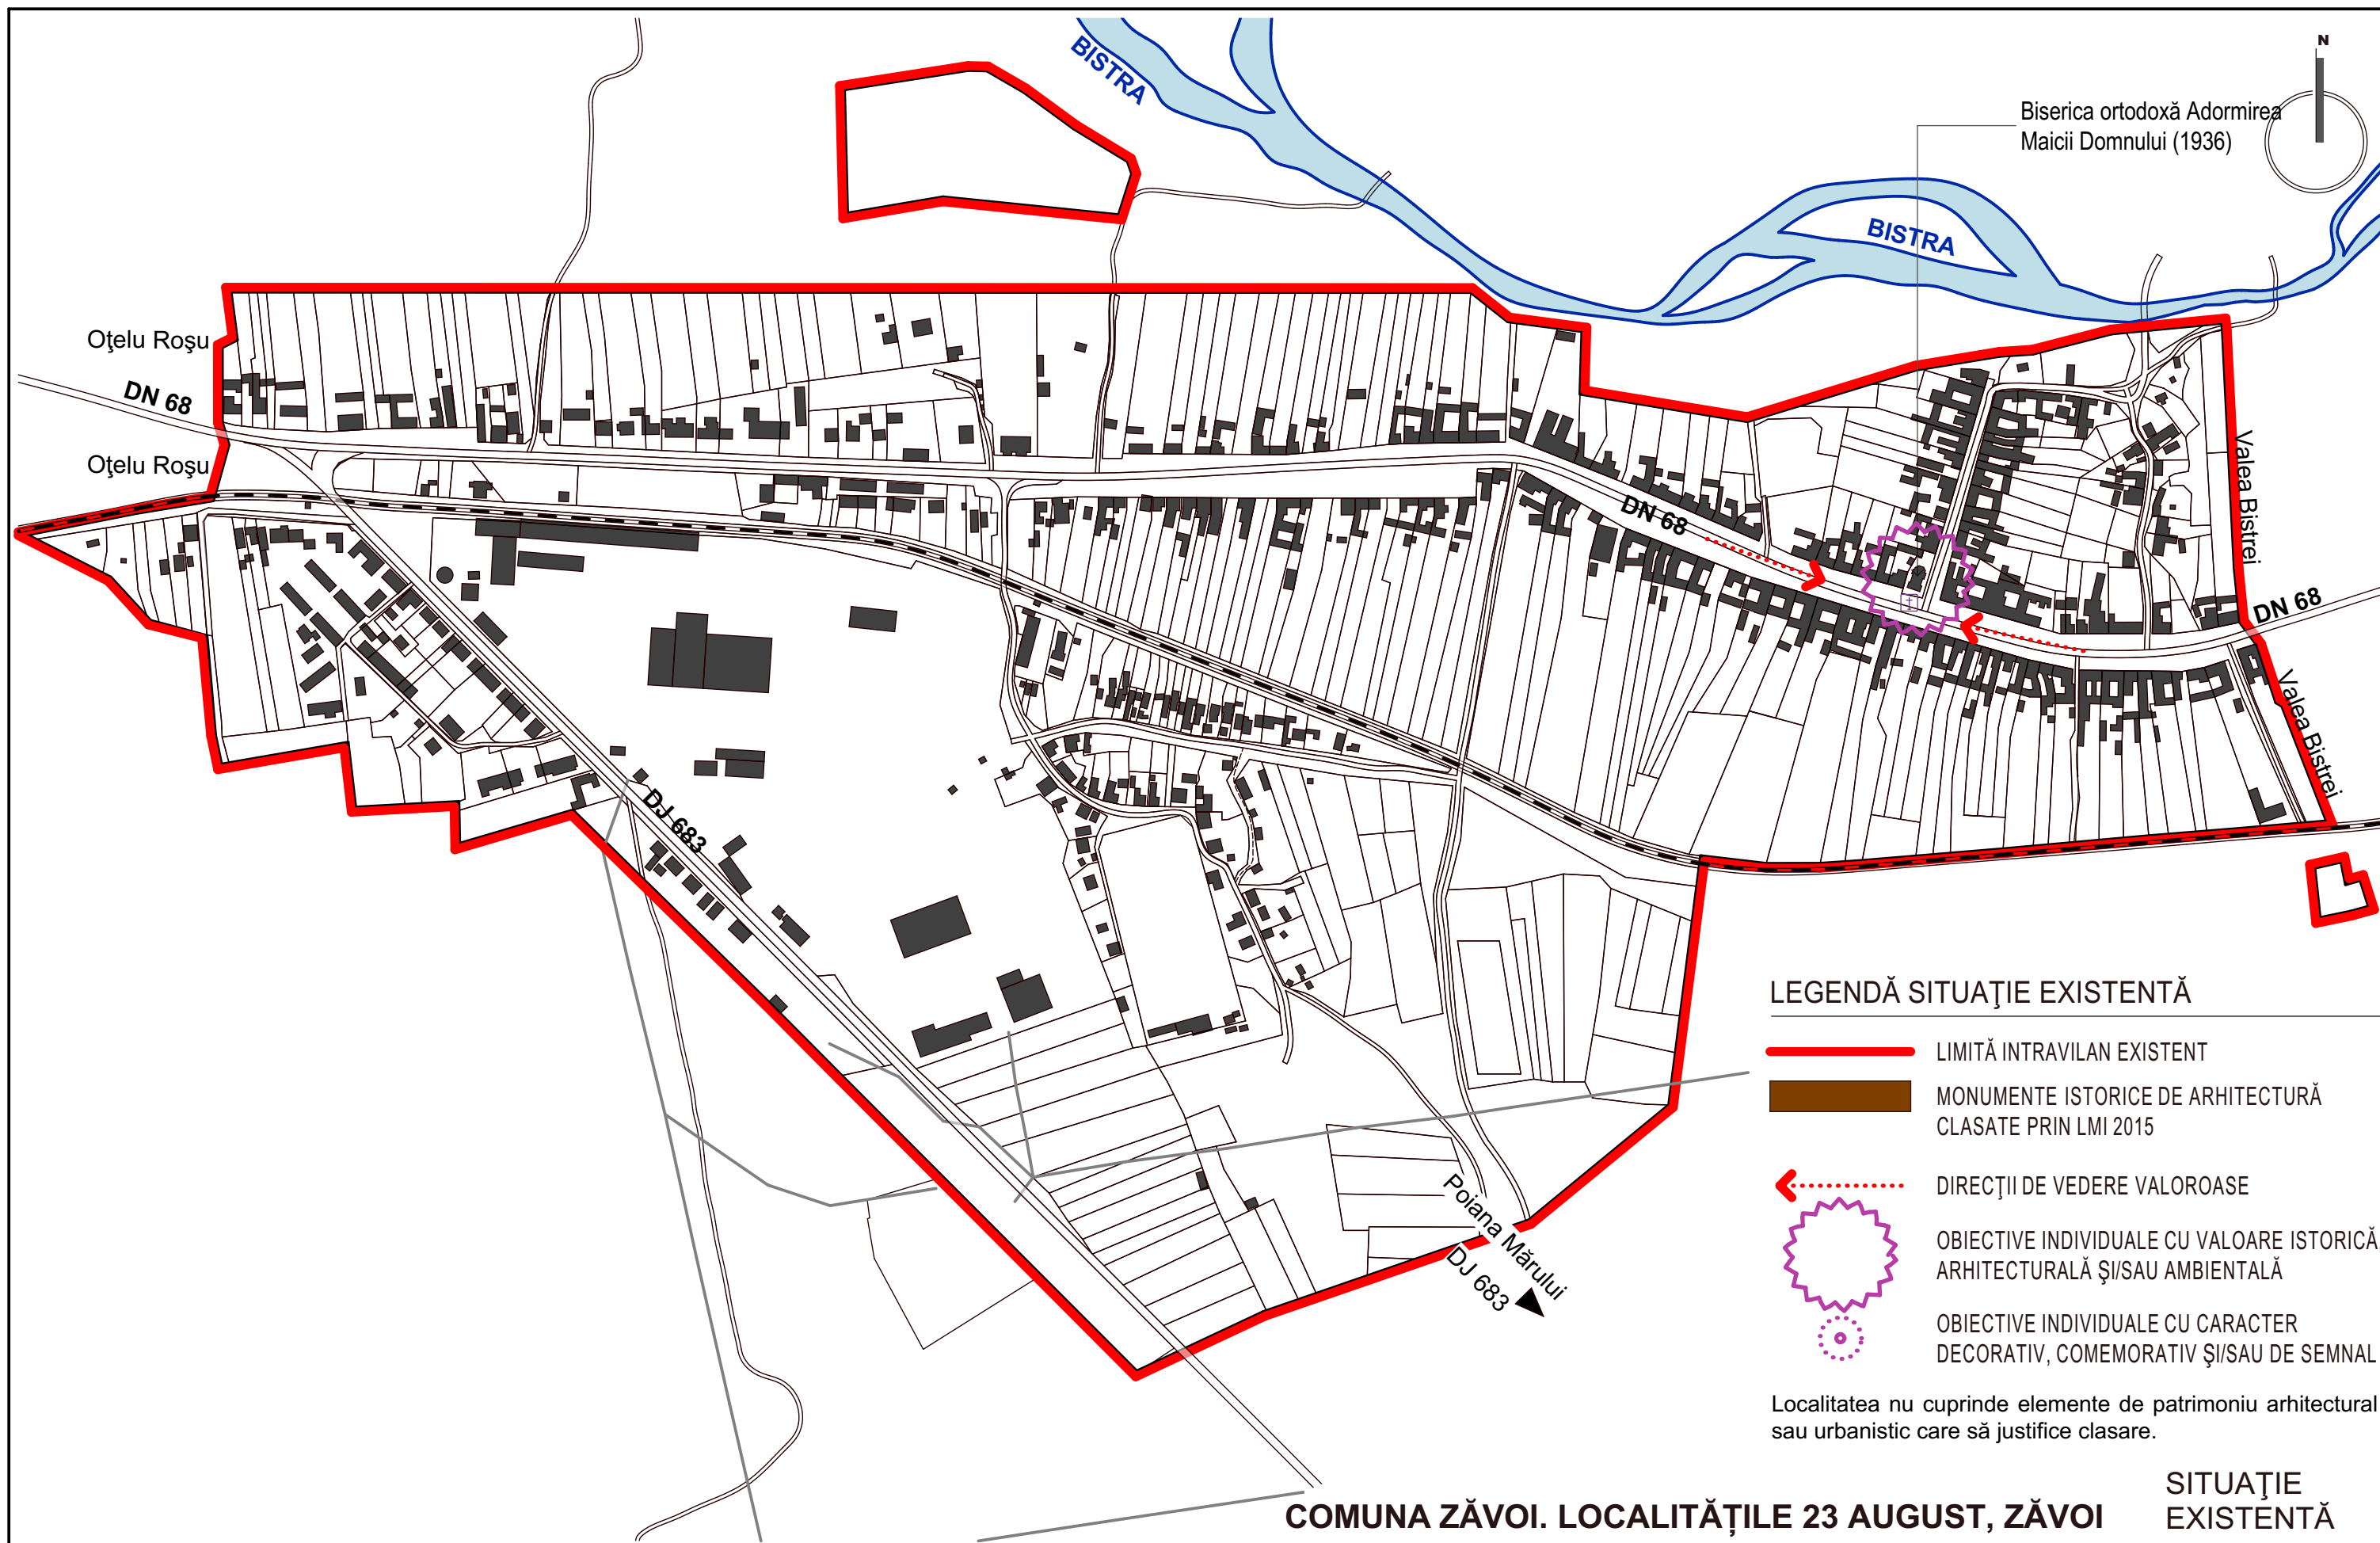 N
BISTRA
Biserica ortodoxă Adormirea
Maicii Domnului (1936)
BISTRA
Oţelu Roşu
DN 68
Oţelu Roşu
Valea Bistrei
DN 68
DN 68
Valea Bistrei
DJ 683
LEGENDĂ SITUAŢIE EXISTENTĂ
LIMITĂ INTRAVILAN EXISTENT
MONUMENTE ISTORICE DE ARHITECTURĂ
CLASATE PRIN LMI 2015
DIRECŢII DE VEDERE VALOROASE
Poiana Mărului
DJ 683
OBIECTIVE INDIVIDUALE CU VALOARE ISTORICĂ
ARHITECTURALĂ ŞI/SAU AMBIENTALĂ
OBIECTIVE INDIVIDUALE CU CARACTER
DECORATIV, COMEMORATIV ŞI/SAU DE SEMNAL
Localitatea nu cuprinde elemente de patrimoniu arhitectural
sau urbanistic care să justifice clasare.
COMUNA ZĂVOI. LOCALITĂȚILE 23 AUGUST, ZĂVOI
SITUAŢIE
EXISTENTĂ